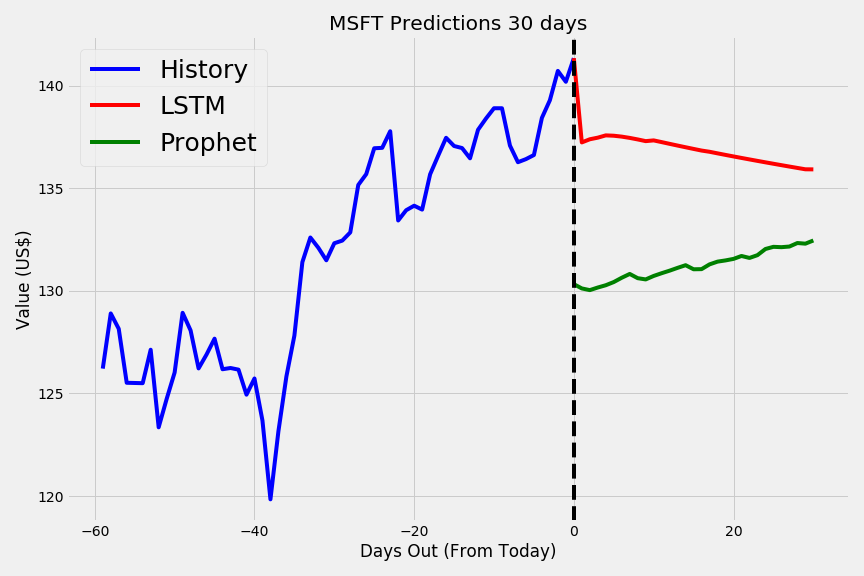 MSFT Predictions 30 days
History
LSTM
Prophet
Value (US$)
140
135
130
125
120
−60
−40
−20
0
20
Days Out (From Today)